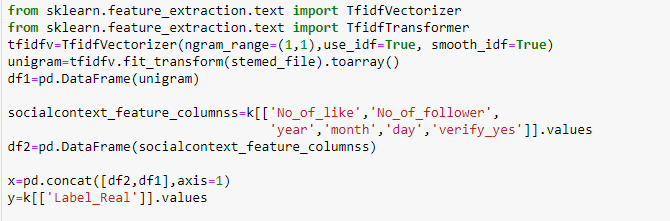 from sklearn.feature_extraction.text import TfidfVectorizer
from sklearn.feature_extraction.text import TfidfTransformer
tfidfv=TfidfVectorizer(ngram_range=(1,1),use_idf=True, smooth_idf=True)
unigram=tfidfv.fit_transform(stemed_file).toarray()
df1=pd.DataFrame(unigram)

socialcontext_feature_columnss=k[['No_of_like','No_of_follower',
                                  'year','month','day','verify_yes']].values
df2=pd.DataFrame(socialcontext_feature_columnss)

x=pd.concat([df2,df1],axis=1)
y=k[['Label_Real']].values